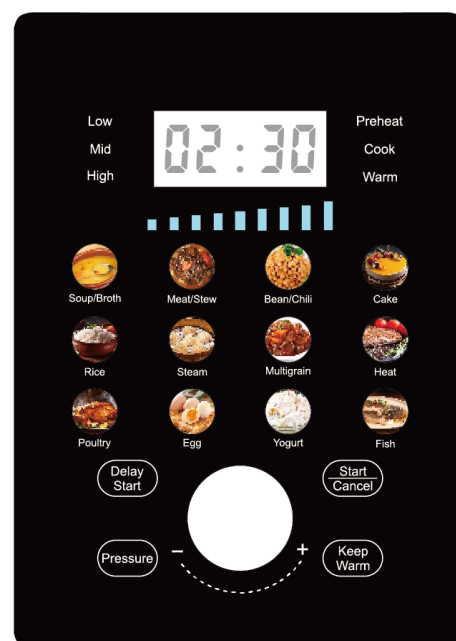 Low
Mid
High
02:30
Preheat
Cook
Warm
Soup/Broth
Meat/Stew
Bean/Chili
Cake
Rice
Steam
Multigrain
Heat
Poultry
Egg
Yogurt
Fish
Delay
Start
Start
Cancel
Pressure
−
+
Keep
Warm